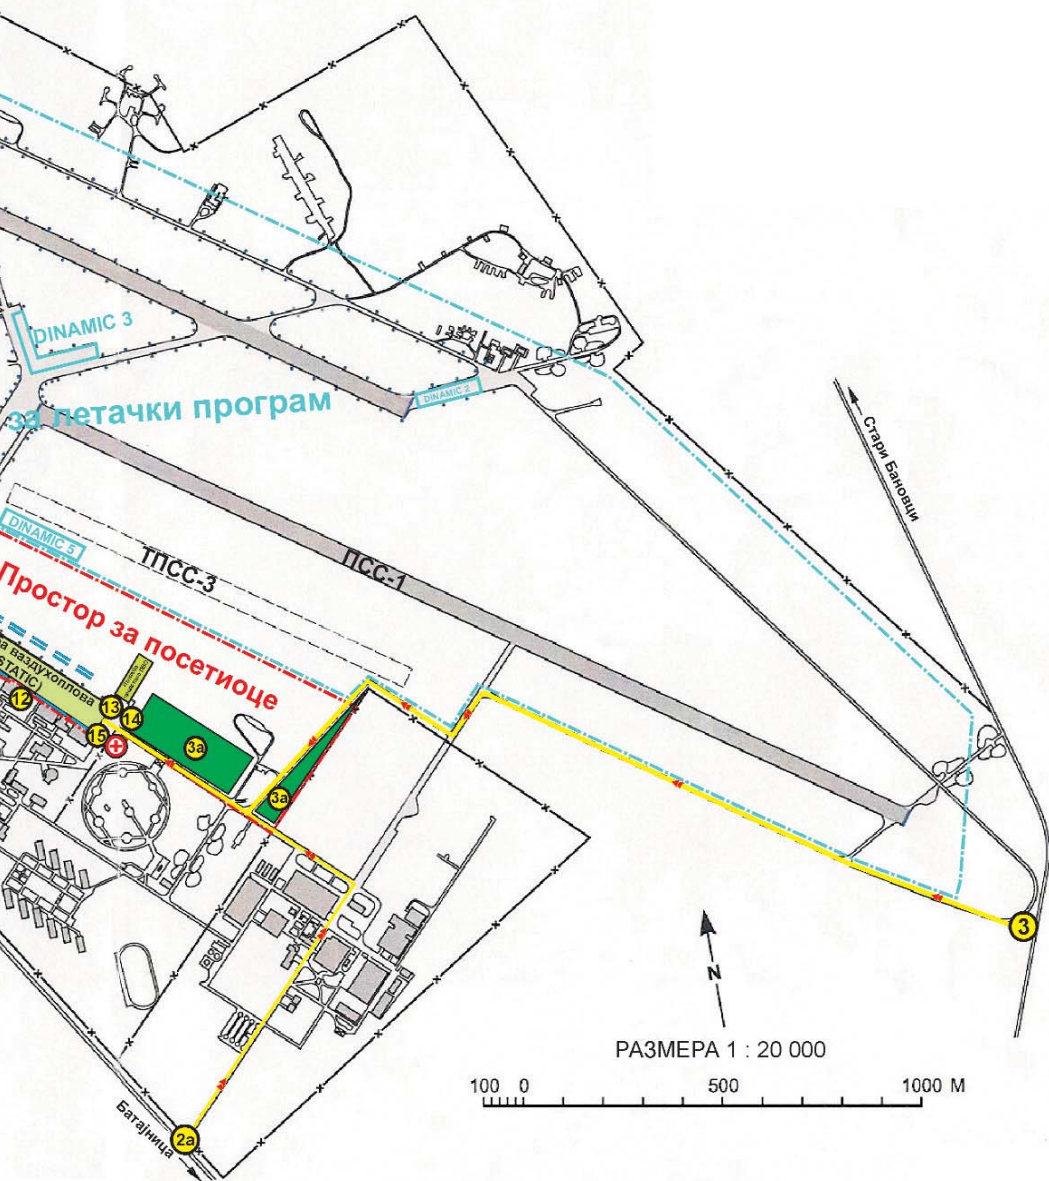 DINAMIC 3
DINAMIC 2
за летачки програм
Стари Бановци
DINAMIC 5
ТПСС-3
ПСС-1
Простор за посетиоце
ваздухоплова
(STATIC)
12
13
14
15
3a
3a
3
N
РАЗМЕРА 1 : 20 000
100 0 500 1000 М
Батајница
2a